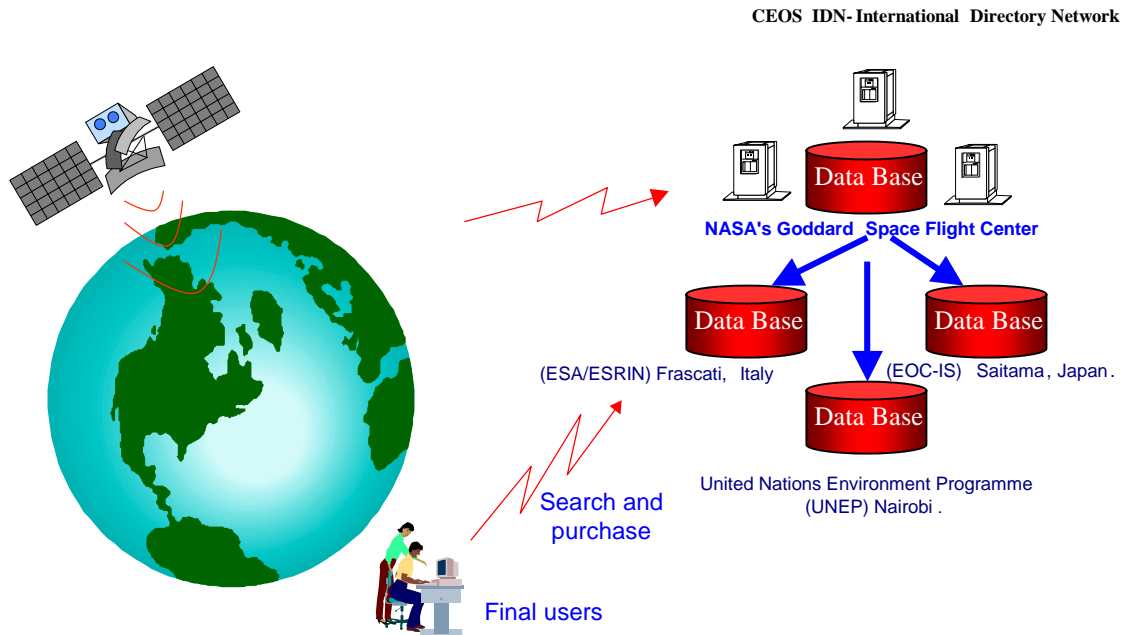 CEOS IDN- International Directory Network
Data Base
NASA's Goddard Space Flight Center
Data Base
Data Base
(ESA/ESRIN) Frascati, Italy
(EOC-IS) Saitama, Japan.
Data Base
United Nations Environment Programme
(UNEP) Nairobi.
Search and
purchase
Final users